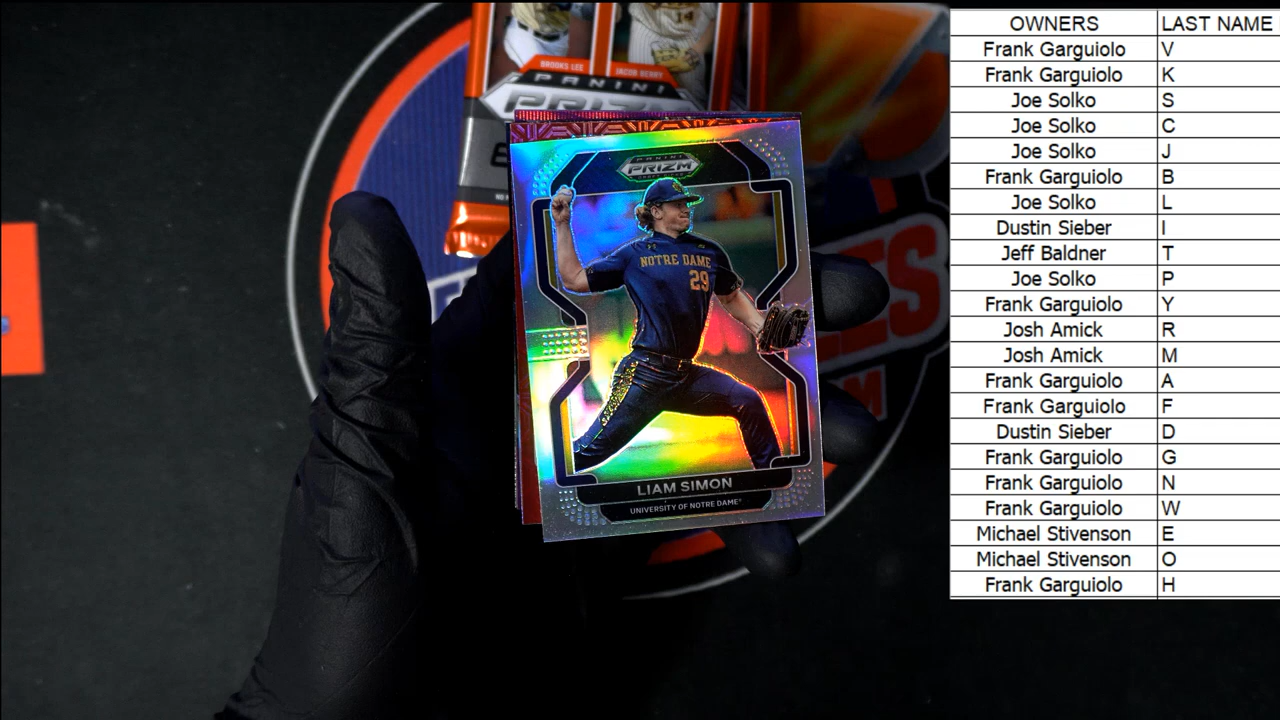 OWNERS LAST NAME
Frank Garguiolo V
Frank Garguiolo K
Joe Solko S
Joe Solko C
Joe Solko J
Frank Garguiolo B
Joe Solko L
Dustin Sieber I
Jeff Baldner T
Joe Solko P
Frank Garguiolo Y
Josh Amick R
Josh Amick M
Frank Garguiolo A
Frank Garguiolo F
Dustin Sieber D
Frank Garguiolo G
Frank Garguiolo N
Frank Garguiolo W
Michael Stivenson E
Michael Stivenson O
Frank Garguiolo H
14
BROOKS LEE
JACOB BERRY
PANINI
PRIZM
PANINI
PRIZM
NOTRE DAME
29
LIAM SIMON
UNIVERSITY OF NOTRE DAME